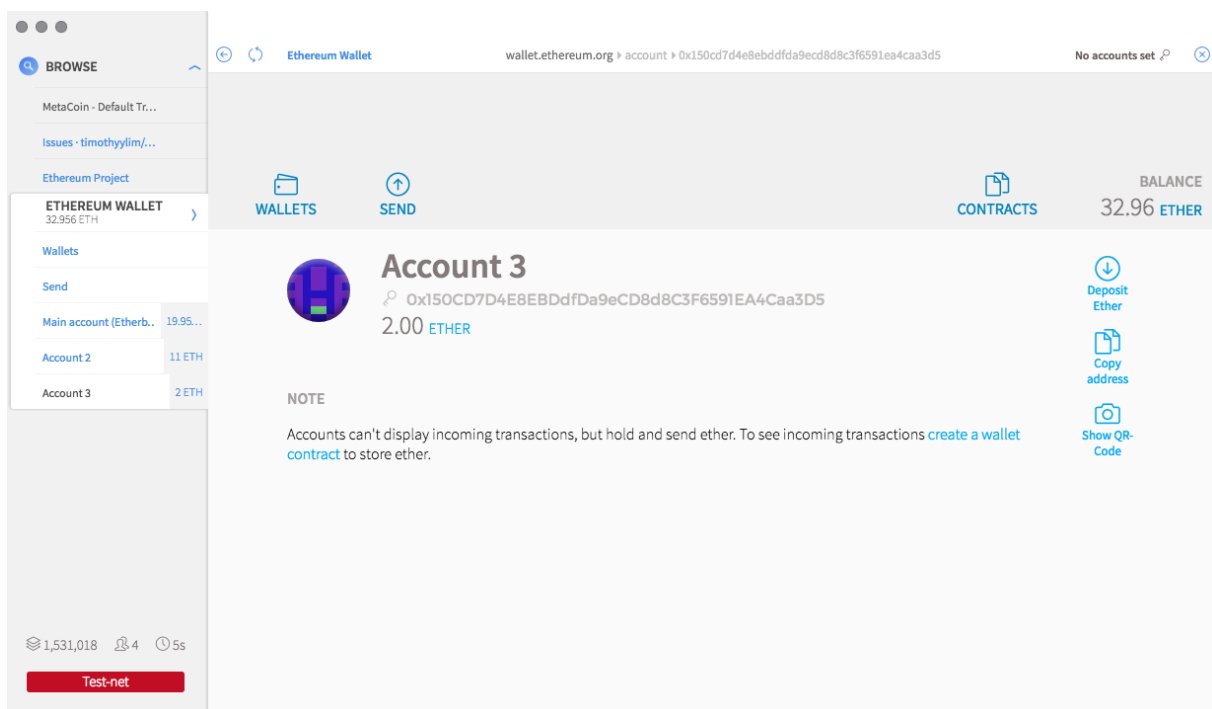 BROWSE
MetaCoin - Default Tr...
Issues · timothyylim/...
Ethereum Project
ETHEREUM WALLET
32.956 ETH
Wallets
Send
Main account (Etherb.. 19.95...
Account 2 11 ETH
Account 3 2 ETH
1,531,018 4 5s
Test-net
Ethereum Wallet wallet.ethereum.org ▸ account ▸ 0x150cd7d4e8ebddfda9ecd8d8c3f6591ea4caa3d5 No accounts set
WALLETS SEND CONTRACTS
BALANCE
32.96 ETHER
Account 3
0x150CD7D4E8EBDdfDa9eCD8d8C3F6591EA4Caa3D5
2.00 ETHER
NOTE
Accounts can't display incoming transactions, but hold and send ether. To see incoming transactions create a wallet
contract to store ether.
Deposit
Ether
Copy
address
Show QR-
Code